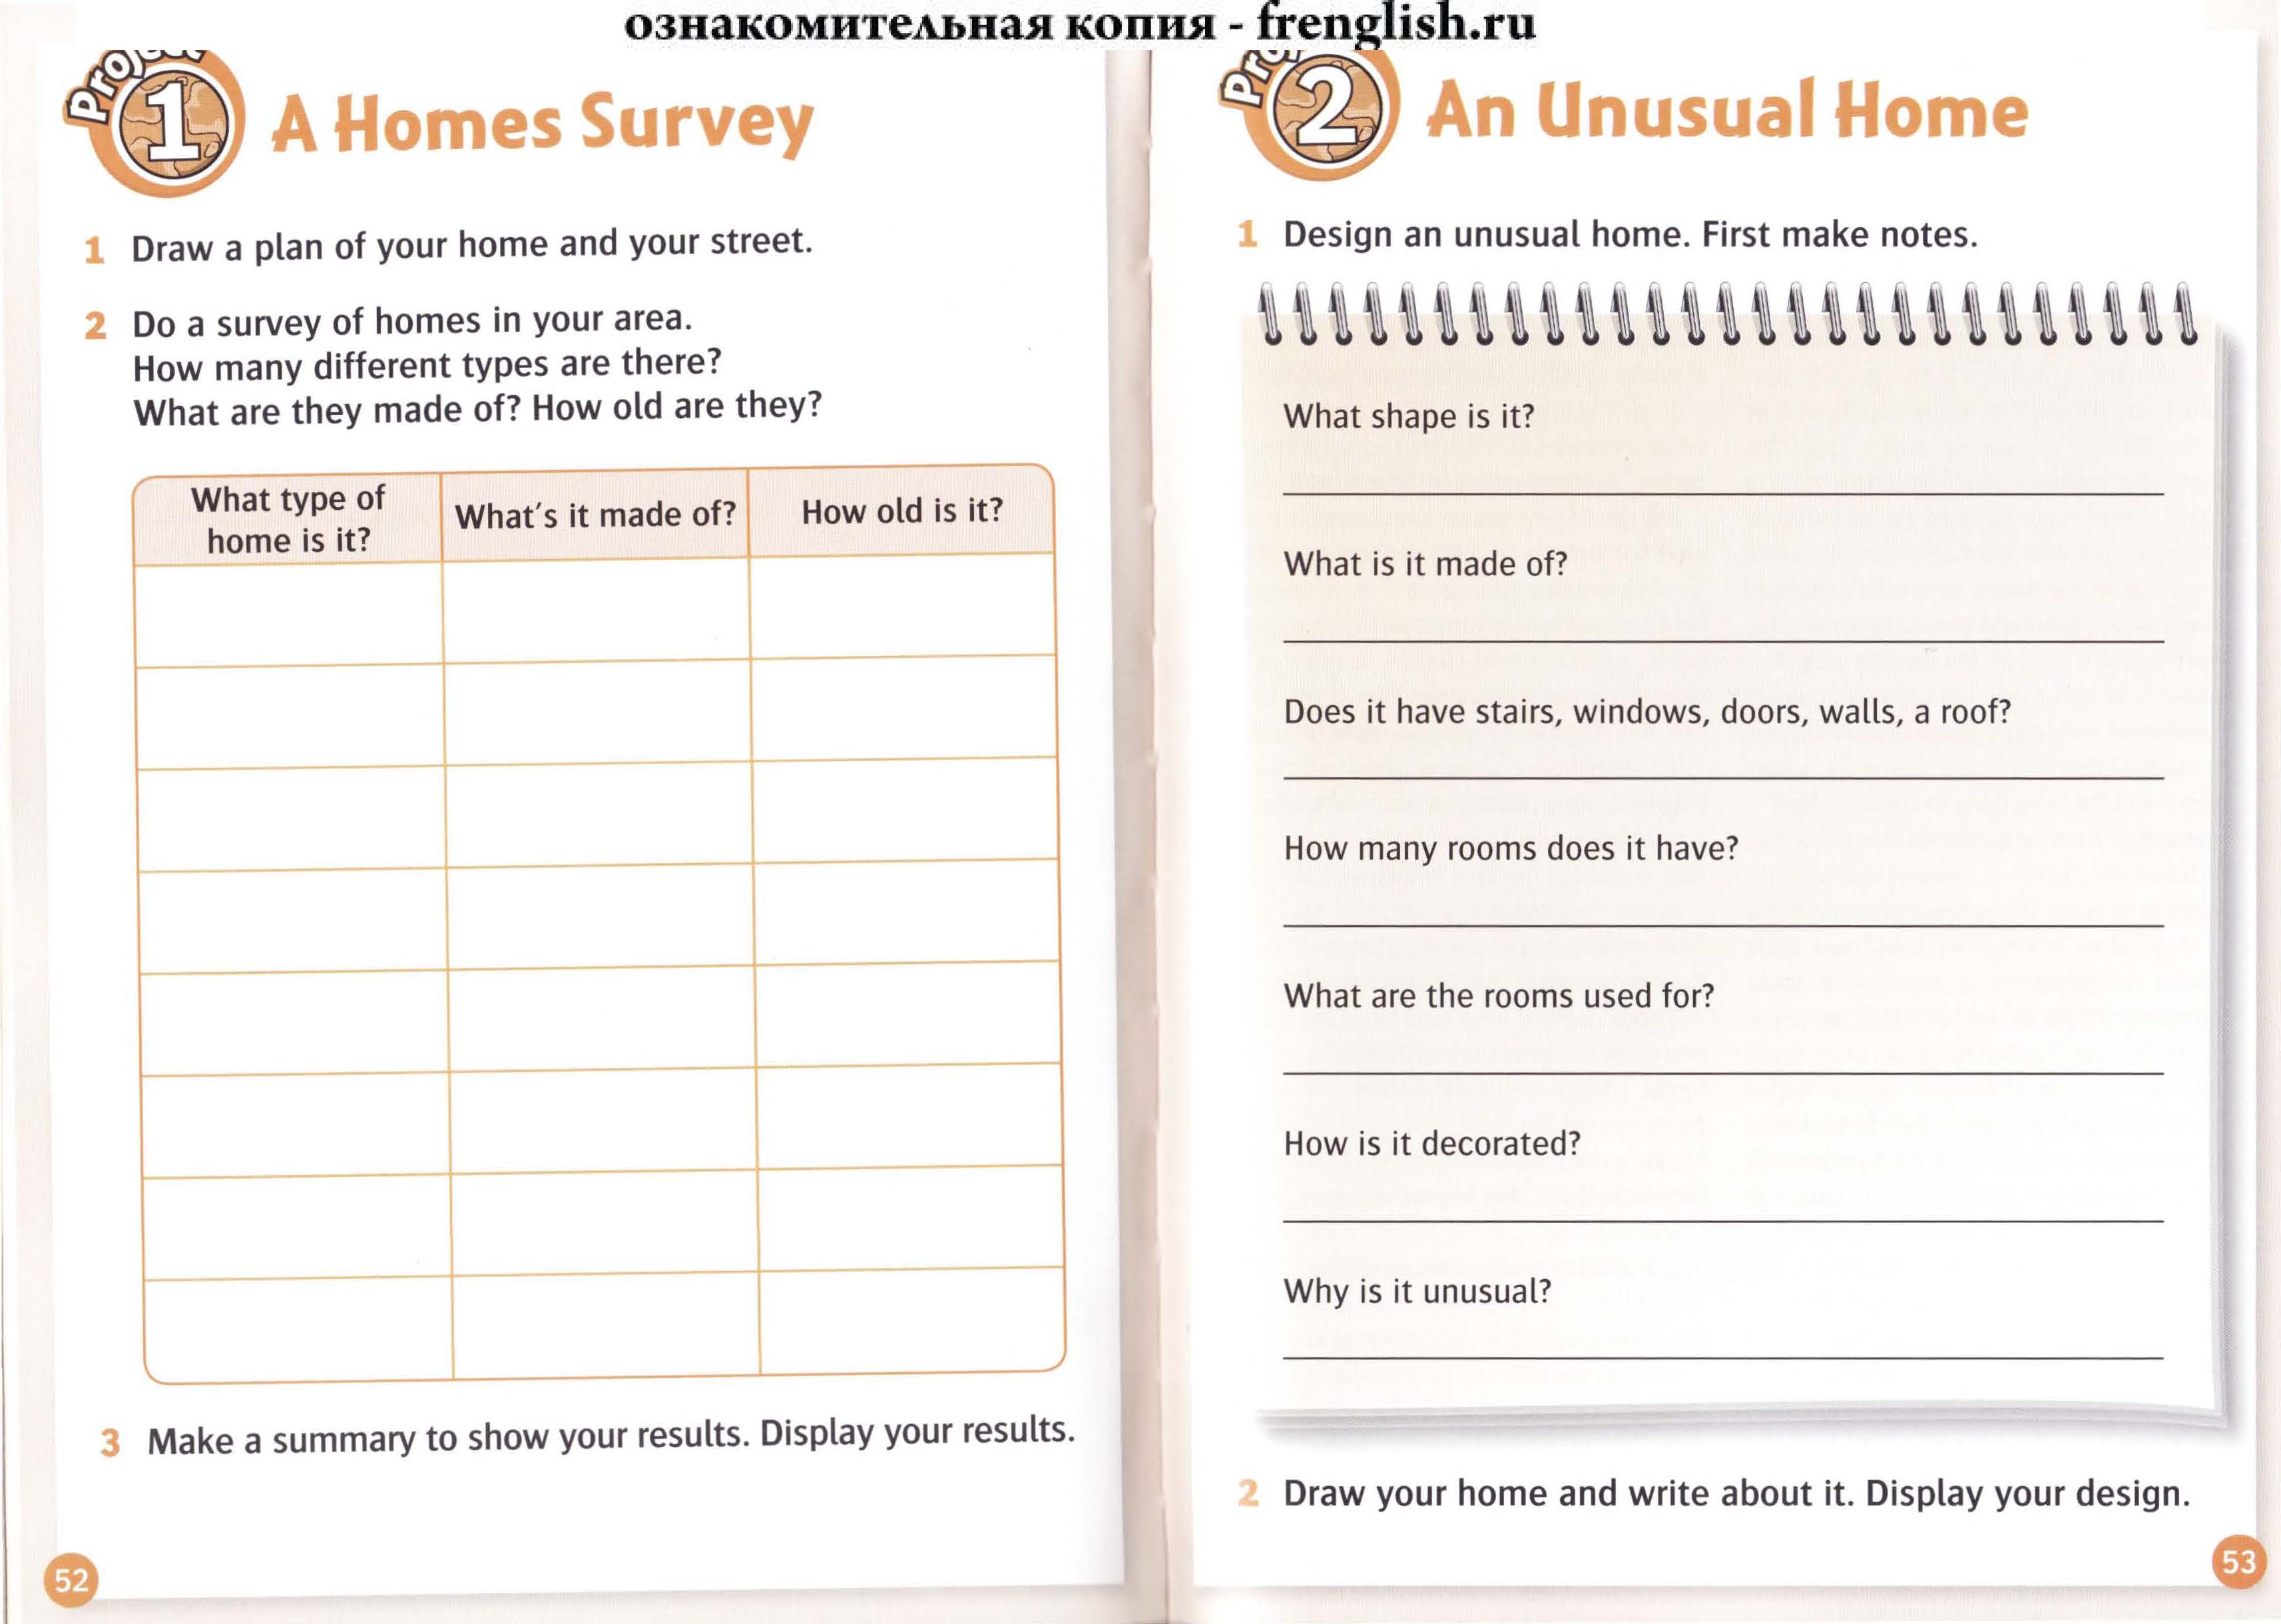 ознакомительная копия - frenglish.ru
Project
1
A Homes Survey
1 Draw a plan of your home and your street.
2 Do a survey of homes in your area.
How many different types are there?
What are they made of? How old are they?
What type of
home is it?
What's it made of?
How old is it?
3 Make a summary to show your results. Display your results.
52
2
An Unusual Home
1 Design an unusual home. First make notes.
What shape is it?
What is it made of?
Does it have stairs, windows, doors, walls, a roof?
How many rooms does it have?
What are the rooms used for?
How is it decorated?
Why is it unusual?
2 Draw your home and write about it. Display your design.
53